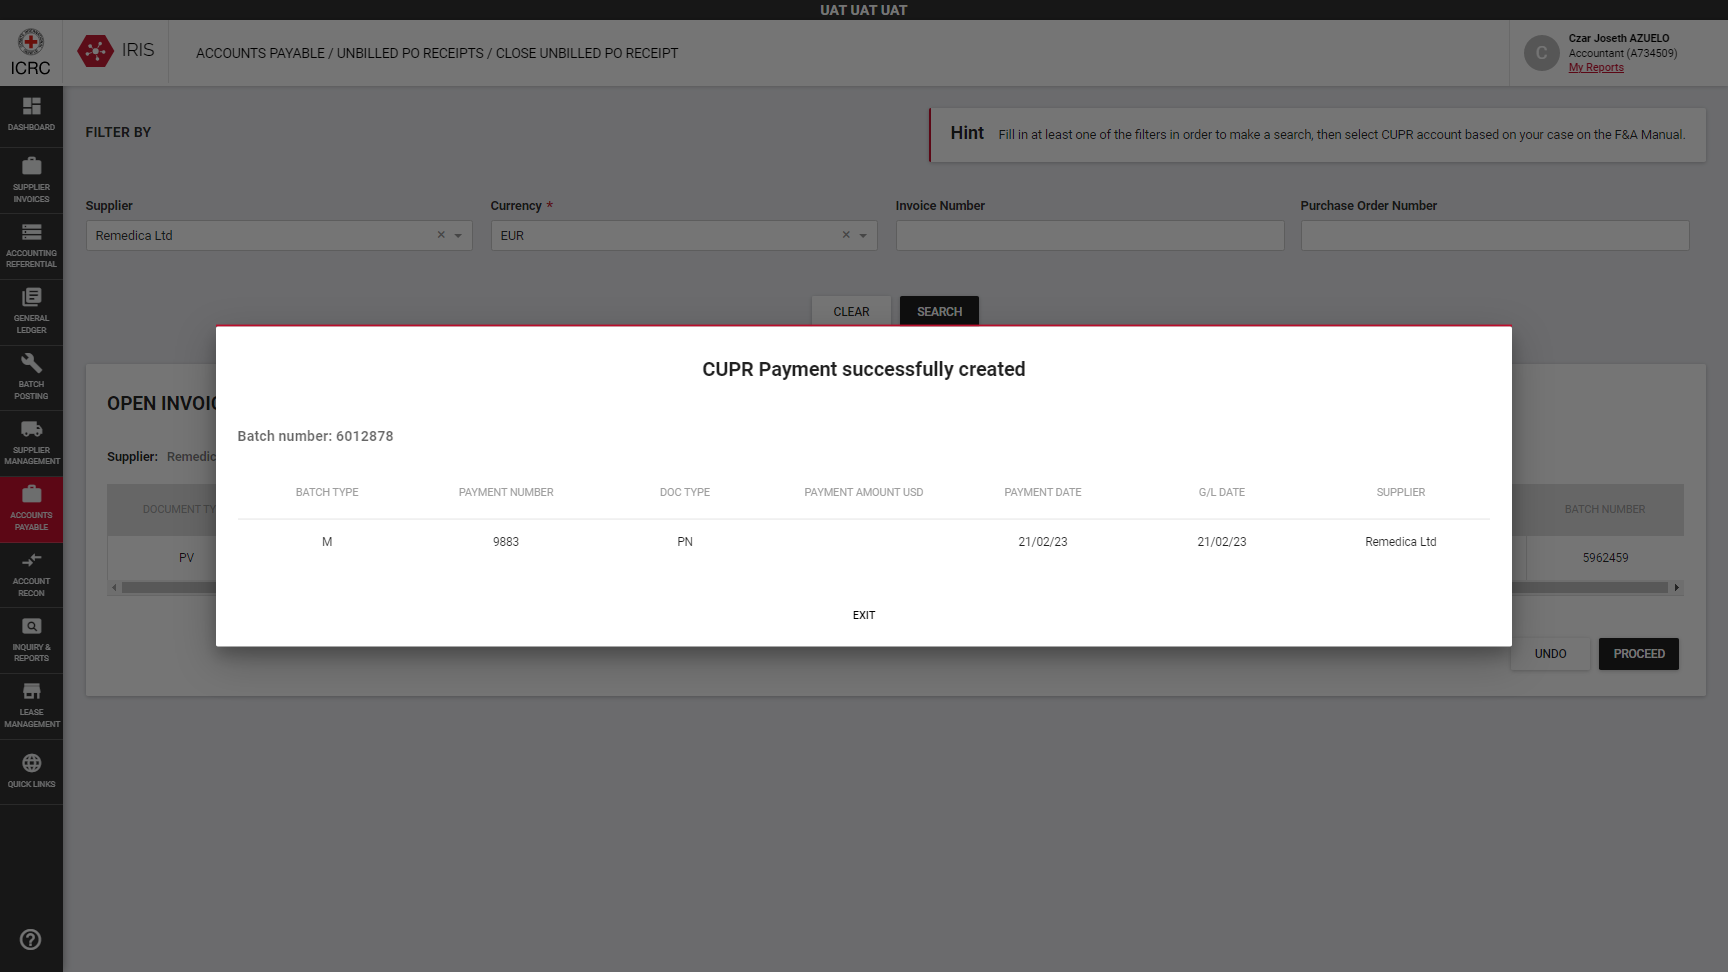 UAT UAT UAT
ICRC
IRIS
ACCOUNTS PAYABLE / UNBILLED PO RECEIPTS / CLOSE UNBILLED PO RECEIPT
C
Czar Joseth AZUELO
Accountant (A734509)
My Reports
DASHBOARD
SUPPLIER
INVOICES
ACCOUNTING
REFERENTIAL
GENERAL
LEDGER
BATCH
POSTING
SUPPLIER
MANAGEMENT
ACCOUNTS
PAYABLE
ACCOUNT
RECON
INQUIRY &
REPORTS
LEASE
MANAGEMENT
QUICK LINKS
FILTER BY
Hint Fill in at least one of the filters in order to make a search, then select CUPR account based on your case on the F&A Manual.
Supplier Currency * Invoice Number Purchase Order Number
Remedica Ltd × EUR ×
CLEAR SEARCH
OPEN
Supplier:
BATCH NUMBER
PV 5962459
UNDO PROCEED
CUPR Payment successfully created
Batch number: 6012878
BATCH TYPE PAYMENT NUMBER DOC TYPE PAYMENT AMOUNT USD PAYMENT DATE G/L DATE SUPPLIER
M 9883 PN 21/02/23 21/02/23 Remedica Ltd
EXIT